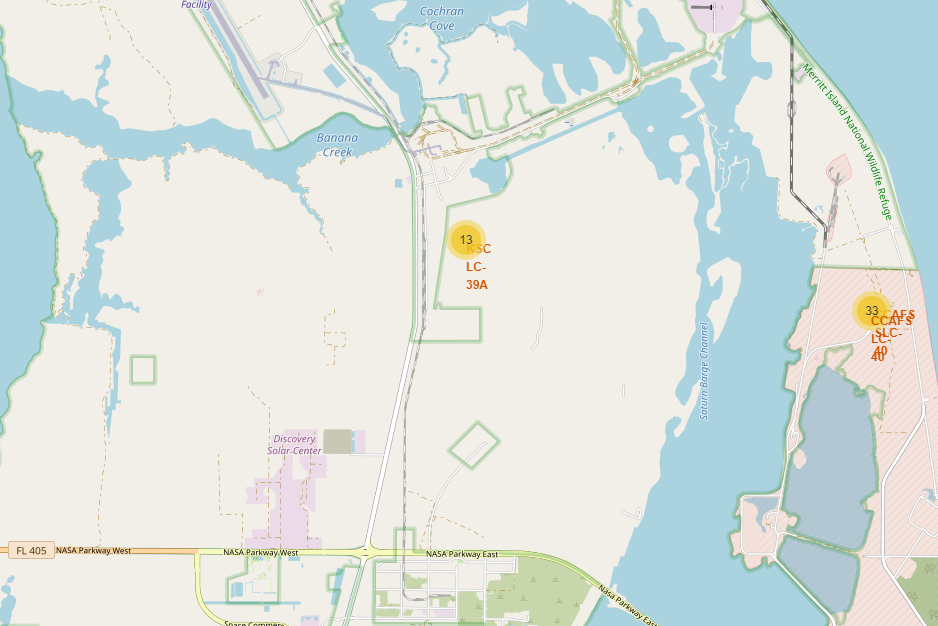 Facility
Cochran
Cove
Merritt Island National Wildlife Refuge
Banana
Creek
13
KSC
LC-
39A
33
CCAFS
CCAFS
SLC-
LC-
40
40
Saturn Barge Channel
Discovery
Solar Center
FL 405
NASA Parkway West
NASA Parkway West
NASA Parkway East
Nasa Parkway East
Space Commerc